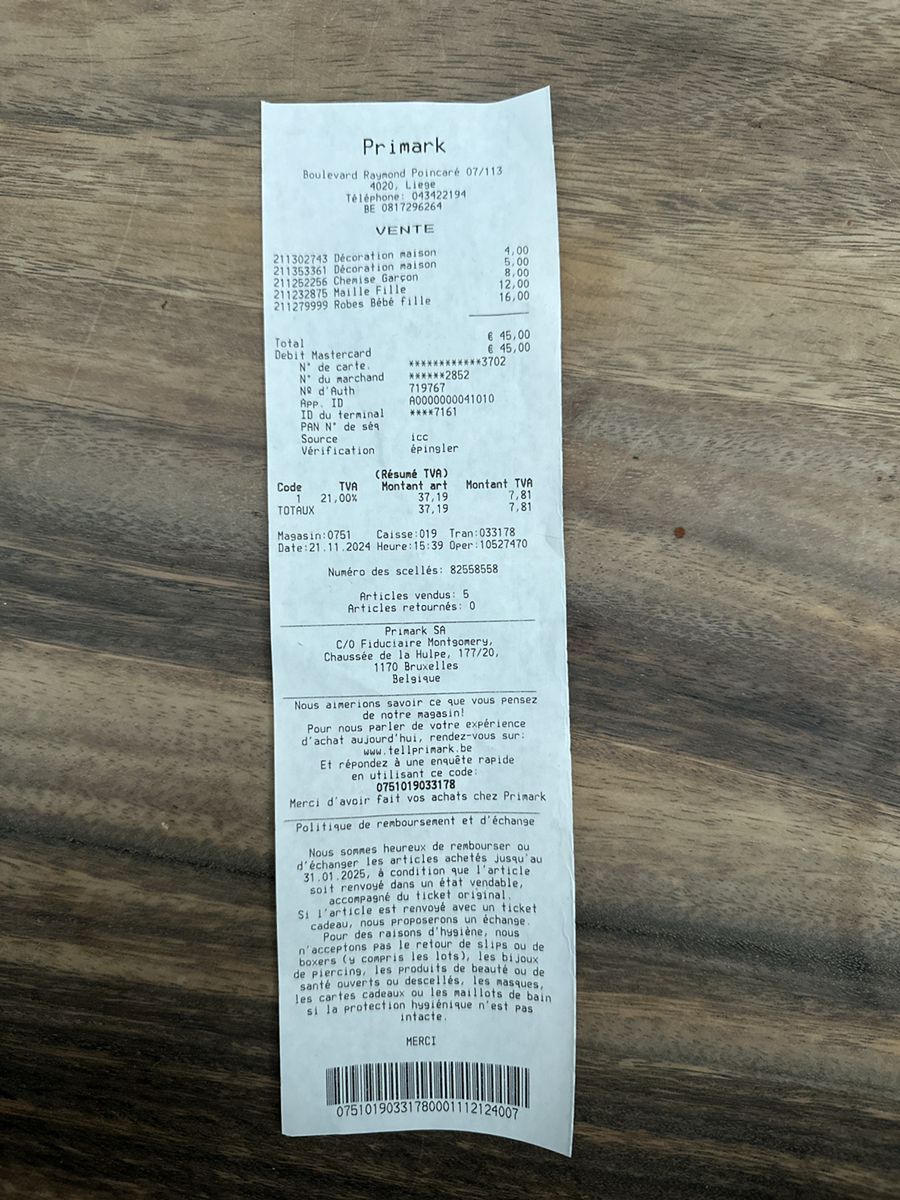 Primark
Boulevard Raymond Poincaré 07/113
4020, Liege
Téléphone: 043422194
BE 0817296264
VENTE
211302743 Décoration maison 4,00
211353361 Décoration maison 5,00
211252256 Chemise Garçon 8,00
211232875 Maille Fille 12,00
211279999 Robes Bébé fille 16,00
Total € 45,00
Debit Mastercard € 45,00
N° de carte. ************3702
N° du marchand ******2852
Nº d'Auth 719767
App. ID A0000000041010
ID du terminal ****7161
PAN N° de séq
Source icc
Vérification épingler
(Résumé TVA)
Code TVA Montant art Montant TVA
1 21,00% 37,19 7,81
TOTAUX 37,19 7,81
Magasin:0751 Caisse:019 Tran:033178
Date:21.11.2024 Heure:15:39 Oper:10527470
Numéro des scellés: 82558558
Articles vendus: 5
Articles retournés: 0
Primark SA
C/O Fiduciaire Montgomery,
Chaussée de la Hulpe, 177/20,
1170 Bruxelles
Belgique
Nous aimerions savoir ce que vous pensez
de notre magasin!
Pour nous parler de votre expérience
d'achat aujourd'hui, rendez-vous sur:
www.tellprimark.be
Et répondez à une enquête rapide
en utilisant ce code:
0751019033178
Merci d'avoir fait vos achats chez Primark
Politique de remboursement et d'échange
Nous sommes heureux de rembourser ou
d'échanger les articles achetés jusqu'au
31.01.2025, à condition que l'article
soit renvoyé dans un état vendable,
accompagné du ticket original.
Si l'article est renvoyé avec un ticket
cadeau, nous proposerons un échange.
Pour des raisons d'hygiène, nous
n'acceptons pas le retour de slips ou de
boxers (y compris les lots), les bijoux
de piercing, les produits de beauté ou de
santé ouverts ou descellés, les masques,
les cartes cadeaux ou les maillots de bain
si la protection hygiénique n'est pas
intacte.
MERCI
07510190331780001112124007